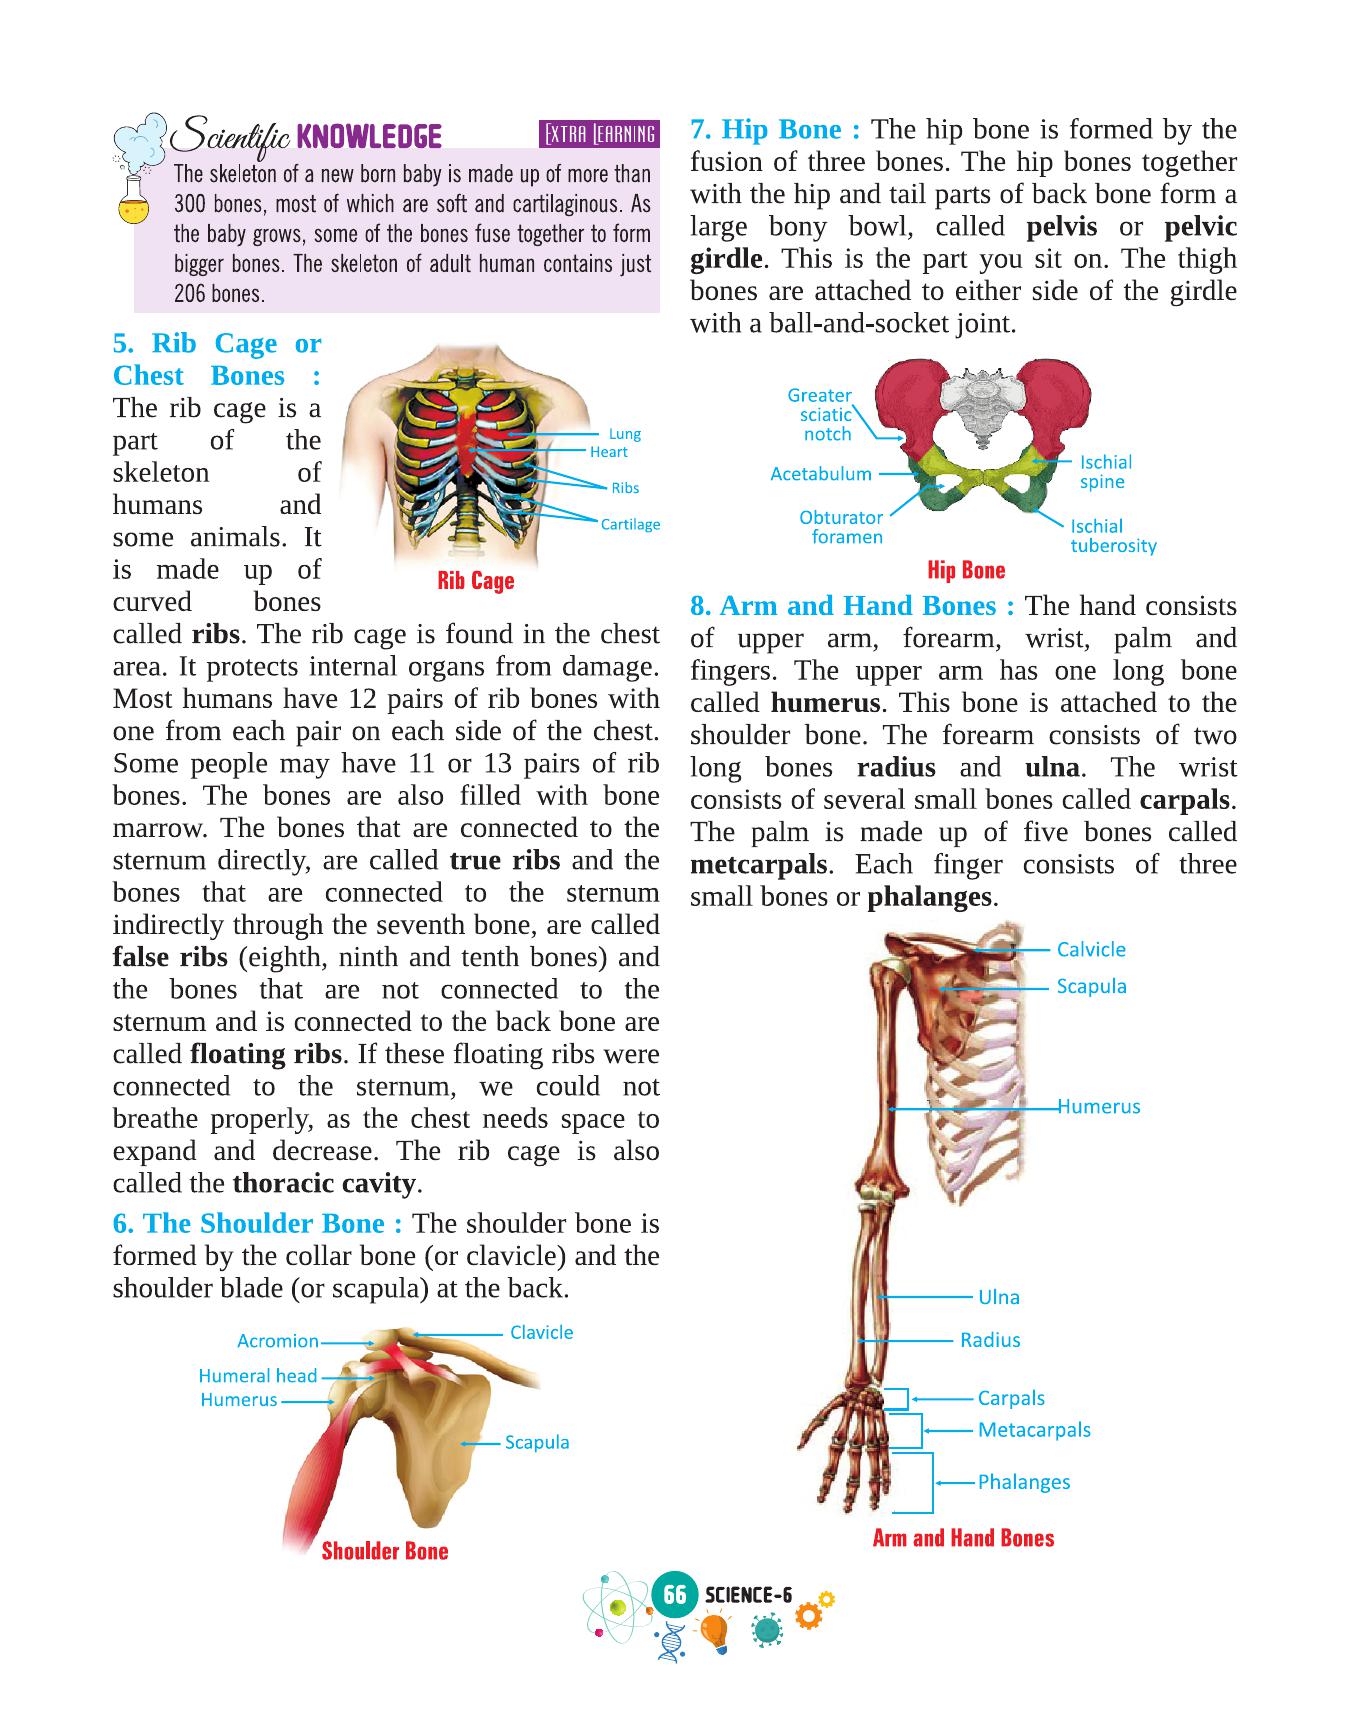 Scientific KNOWLEDGE
EXTRA LEARNING
The skeleton of a new born baby is made up of more than
300 bones, most of which are soft and cartilaginous. As
the baby grows, some of the bones fuse together to form
bigger bones. The skeleton of adult human contains just
206 bones.
5. Rib Cage or
Chest Bones :
The rib cage is a
part of the
skeleton of
humans and
some animals. It
is made up of
curved bones
Lung
Heart
Ribs
Cartilage
Rib Cage
called ribs. The rib cage is found in the chest
area. It protects internal organs from damage.
Most humans have 12 pairs of rib bones with
one from each pair on each side of the chest.
Some people may have 11 or 13 pairs of rib
bones. The bones are also filled with bone
marrow. The bones that are connected to the
sternum directly, are called true ribs and the
bones that are connected to the sternum
indirectly through the seventh bone, are called
false ribs (eighth, ninth and tenth bones) and
the bones that are not connected to the
sternum and is connected to the back bone are
called floating ribs. If these floating ribs were
connected to the sternum, we could not
breathe properly, as the chest needs space to
expand and decrease. The rib cage is also
called the thoracic cavity.
6. The Shoulder Bone : The shoulder bone is
formed by the collar bone (or clavicle) and the
shoulder blade (or scapula) at the back.
Clavicle
Acromion
Humeral head
Humerus
Scapula
Shoulder Bone
7. Hip Bone : The hip bone is formed by the
fusion of three bones. The hip bones together
with the hip and tail parts of back bone form a
large bony bowl, called pelvis or pelvic
girdle. This is the part you sit on. The thigh
bones are attached to either side of the girdle
with a ball-and-socket joint.
Greater
sciatic
notch
Acetabulum
Obturator
foramen
Ischial
spine
Ischial
tuberosity
Hip Bone
8. Arm and Hand Bones : The hand consists
of upper arm, forearm, wrist, palm and
fingers. The upper arm has one long bone
called humerus. This bone is attached to the
shoulder bone. The forearm consists of two
long bones radius and ulna. The wrist
consists of several small bones called carpals.
The palm is made up of five bones called
metcarpals. Each finger consists of three
small bones or phalanges.
Calvicle
Scapula
Humerus
Ulna
Radius
Carpals
Metacarpals
Phalanges
Arm and Hand Bones
66 SCIENCE-6